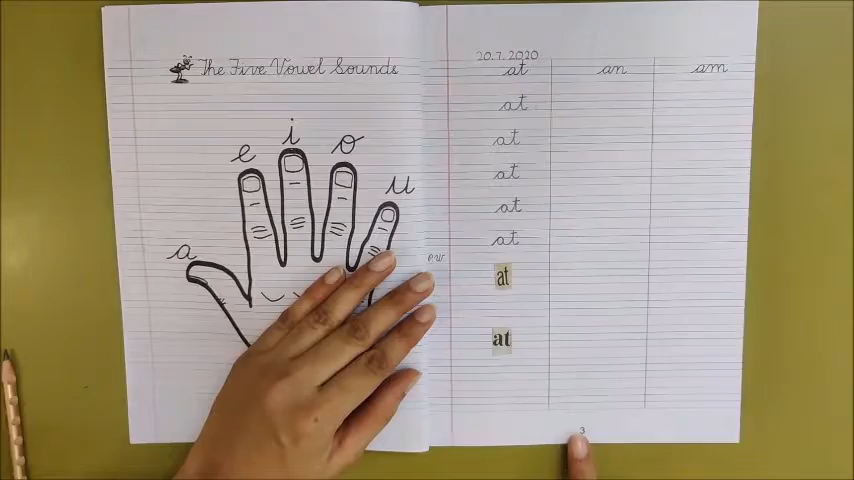 The Five Vowel Sounds
i
e
o
u
a
20.7.2020
at an am
at
at
at
at
at
at
at
c.w.
3